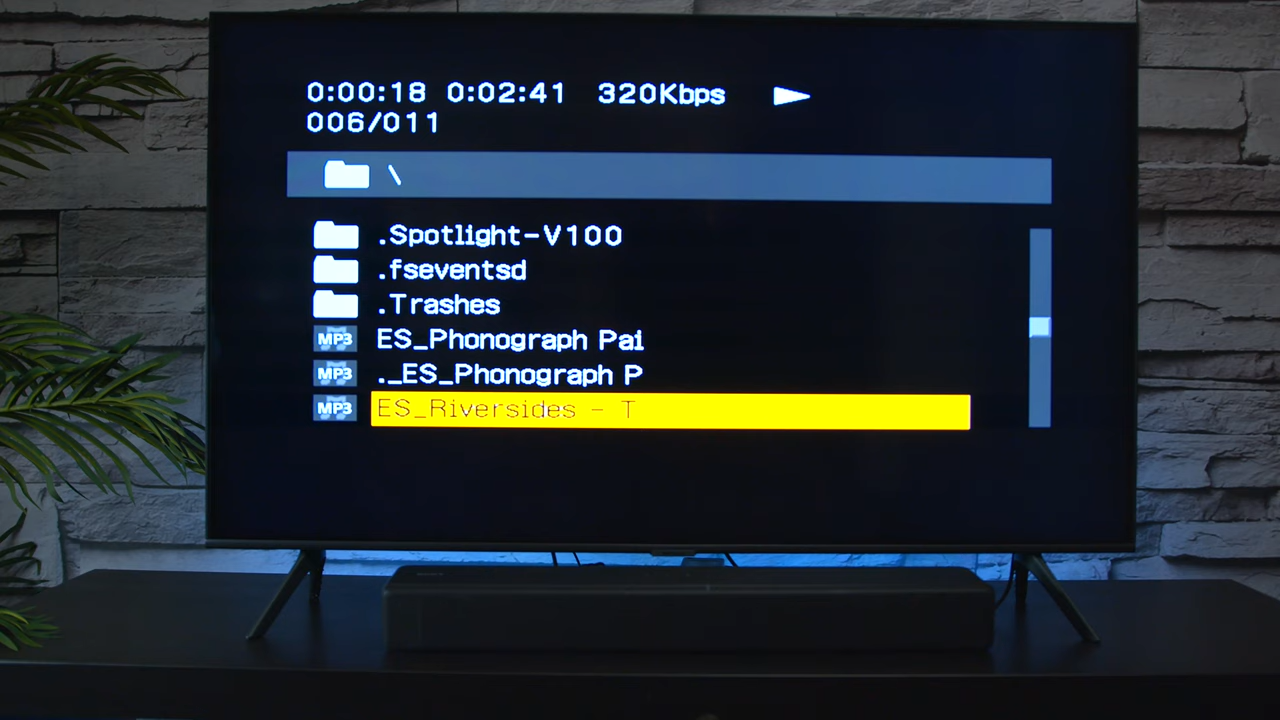 0:00:18 0:02:41 320Kbps
006/011
\
.Spotlight-V100
.fseventsd
.Trashes
MP3 ES_Phonograph Pai
MP3 ._ES_Phonograph P
MP3 ES_Riversides - T